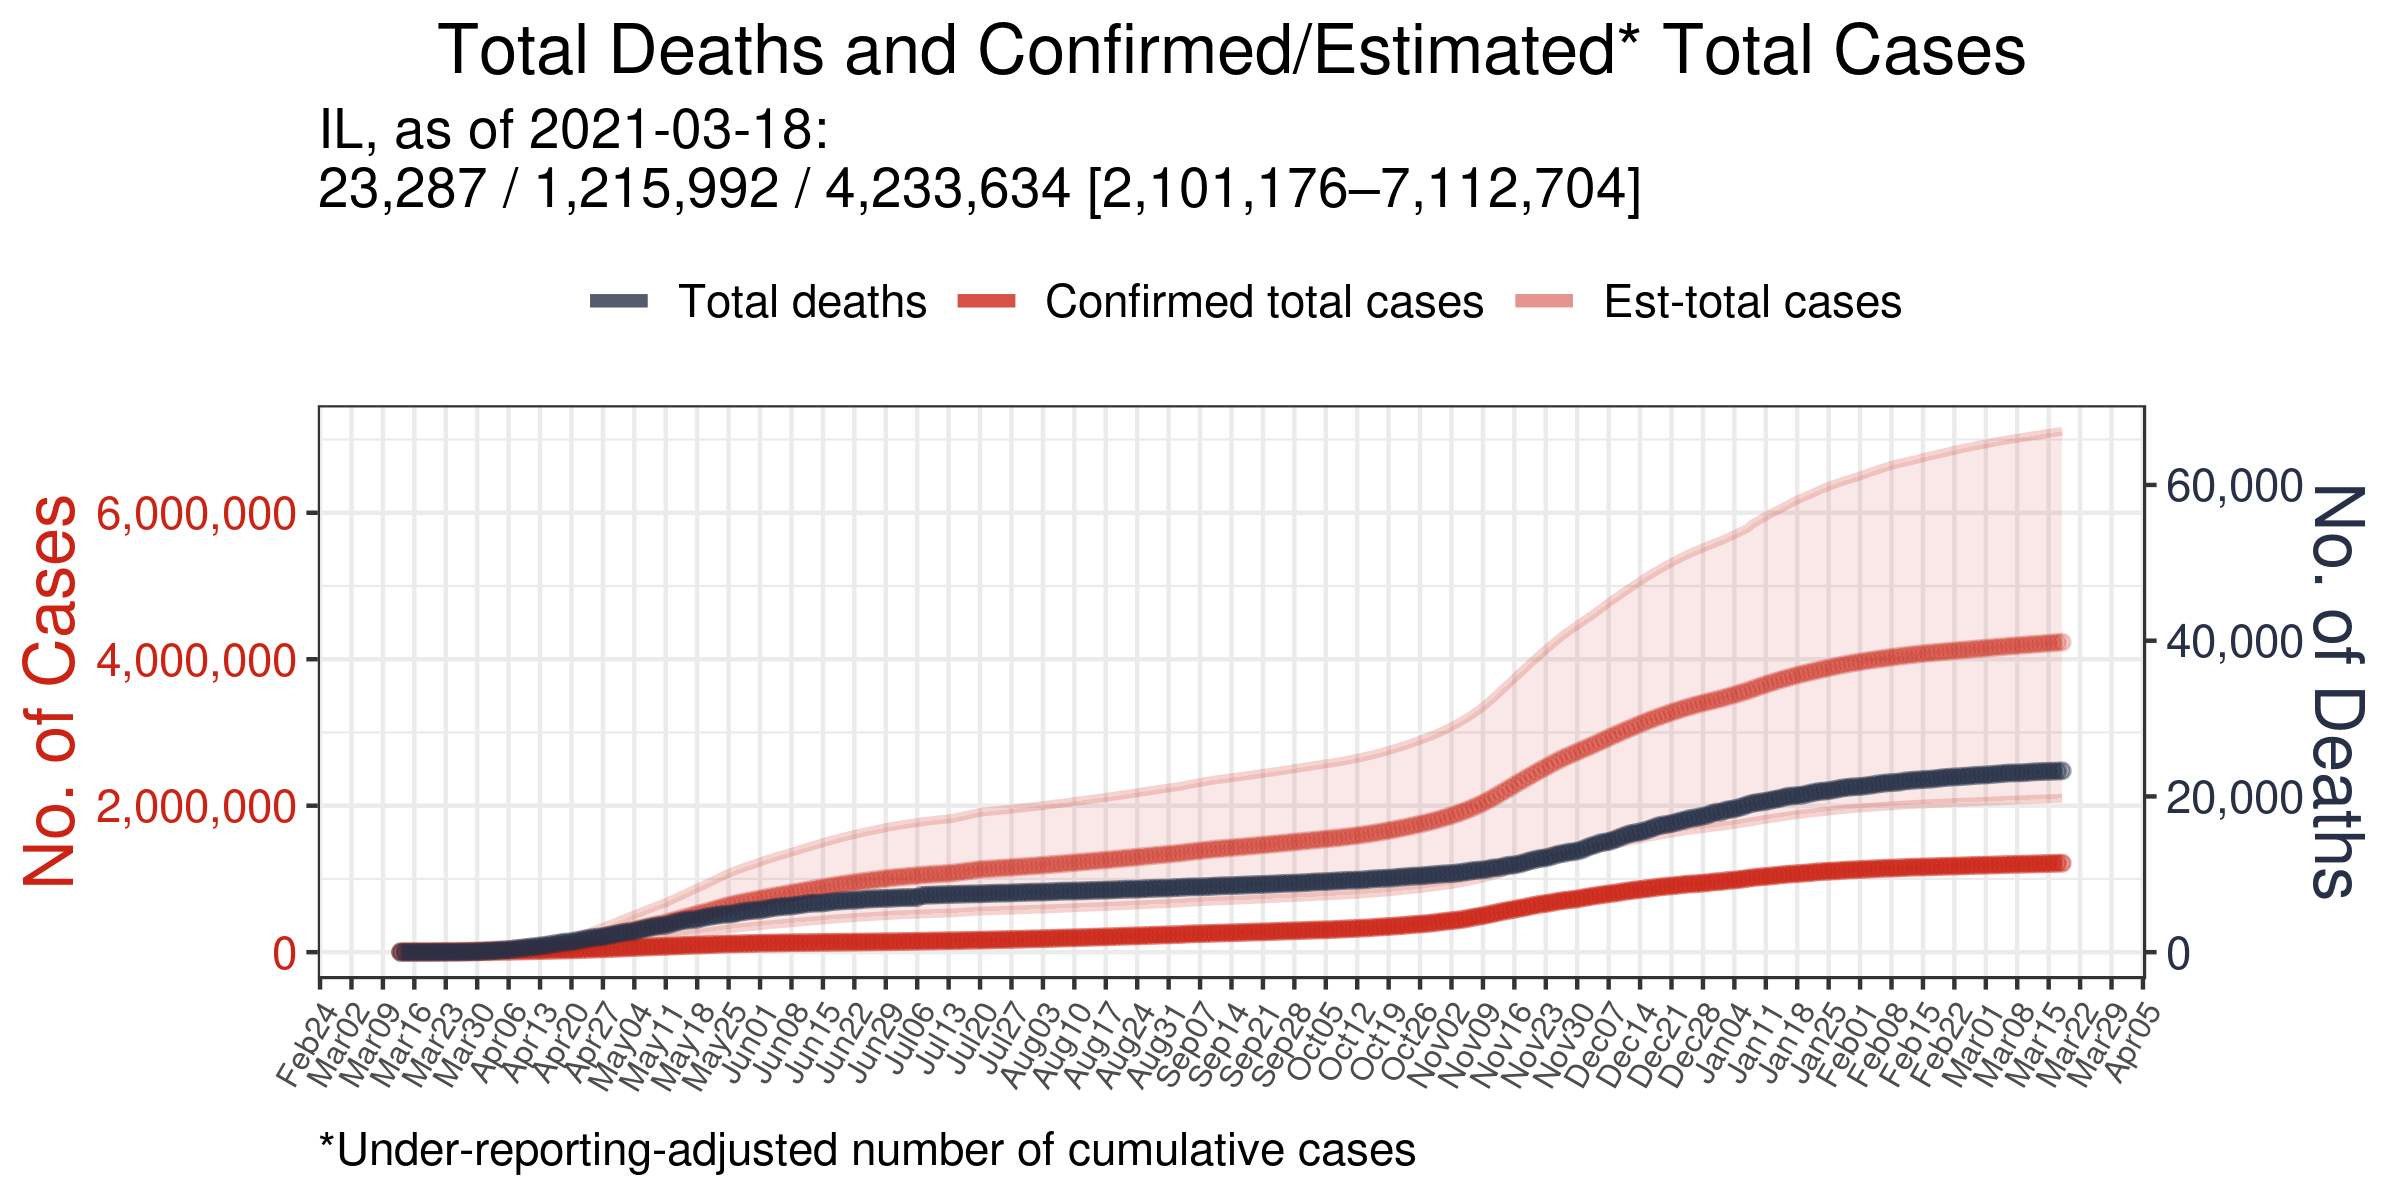 Total Deaths and Confirmed/Estimated* Total Cases
IL, as of 2021-03-18:
23,287 / 1,215,992 / 4,233,634 [2,101,176–7,112,704]
Total deaths
Confirmed total cases
Est-total cases
No. of Cases
6,000,000
4,000,000
2,000,000
0
60,000
40,000
20,000
0
No. of Deaths
Feb24
Mar02
Mar09
Mar16
Mar23
Mar30
Apr06
Apr13
Apr20
Apr27
May04
May11
May18
May25
Jun01
Jun08
Jun15
Jun22
Jun29
Jul06
Jul13
Jul20
Jul27
Aug03
Aug10
Aug17
Aug24
Aug31
Sep07
Sep14
Sep21
Sep28
Oct05
Oct12
Oct19
Oct26
Nov02
Nov09
Nov16
Nov23
Nov30
Dec07
Dec14
Dec21
Dec28
Jan04
Jan11
Jan18
Jan25
Feb01
Feb08
Feb15
Feb22
Mar01
Mar08
Mar15
Mar22
Mar29
Apr05
*Under-reporting-adjusted number of cumulative cases